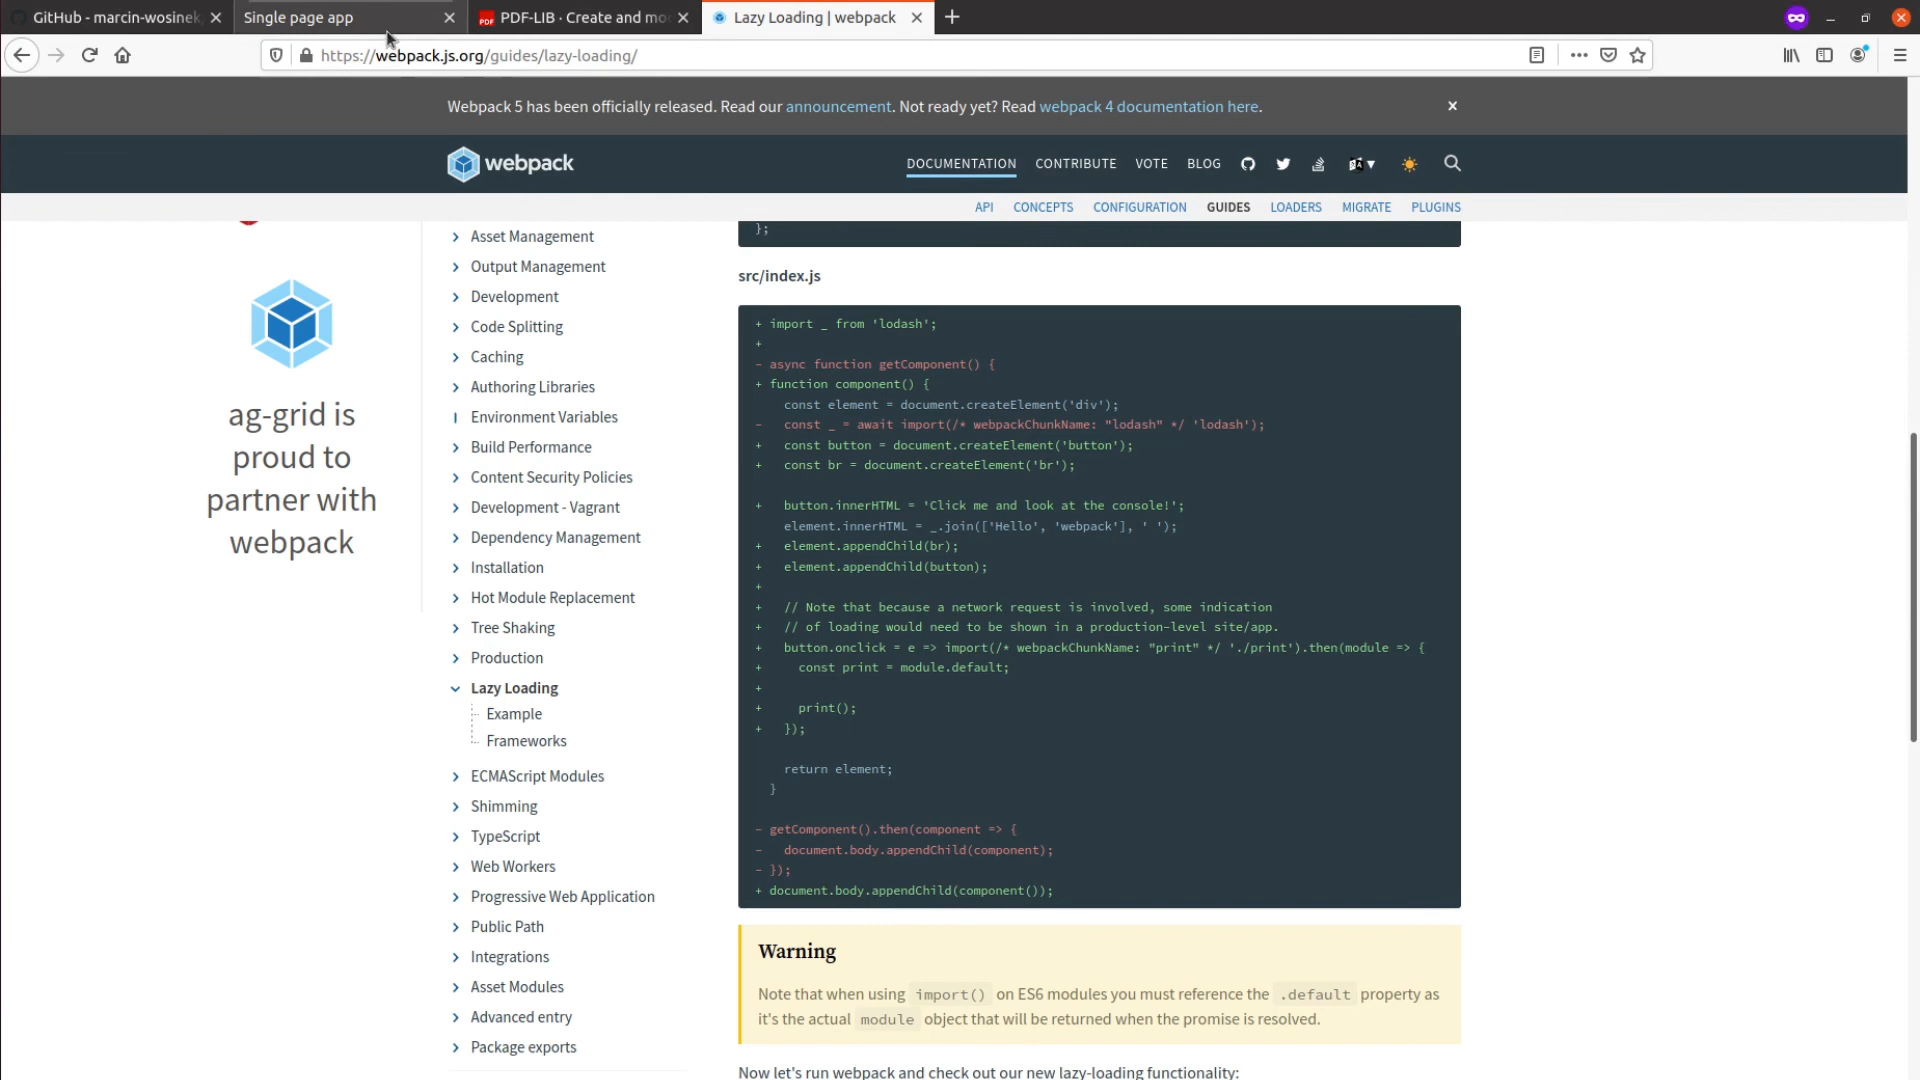 GitHub - marcin-wosinek
Single page app
PDF-LIB · Create and mo
Lazy Loading | webpack
https://webpack.js.org/guides/lazy-loading/
Webpack 5 has been officially released. Read our announcement. Not ready yet? Read webpack 4 documentation here.
webpack
DOCUMENTATION CONTRIBUTE VOTE BLOG
API CONCEPTS CONFIGURATION GUIDES LOADERS MIGRATE PLUGINS
ag-grid is
proud to
partner with
webpack
Asset Management
Output Management
Development
Code Splitting
Caching
Authoring Libraries
Environment Variables
Build Performance
Content Security Policies
Development - Vagrant
Dependency Management
Installation
Hot Module Replacement
Tree Shaking
Production
Lazy Loading
Example
Frameworks
ECMAScript Modules
Shimming
TypeScript
Web Workers
Progressive Web Application
Public Path
Integrations
Asset Modules
Advanced entry
Package exports
};
src/index.js
+ import _ from 'lodash';
+
- async function getComponent() {
+ function component() {
const element = document.createElement('div');
- const _ = await import(/* webpackChunkName: "lodash" */ 'lodash');
+ const button = document.createElement('button');
+ const br = document.createElement('br');
+ button.innerHTML = 'Click me and look at the console!';
element.innerHTML = _.join(['Hello', 'webpack'], ' ');
+ element.appendChild(br);
+ element.appendChild(button);
+
+ // Note that because a network request is involved, some indication
+ // of loading would need to be shown in a production-level site/app.
+ button.onclick = e => import(/* webpackChunkName: "print" */ './print').then(module => {
+ const print = module.default;
+
+ print();
+ });
return element;
}
- getComponent().then(component => {
- document.body.appendChild(component);
- });
+ document.body.appendChild(component());
Warning
Note that when using import() on ES6 modules you must reference the .default property as
it's the actual module object that will be returned when the promise is resolved.
Now let's run webpack and check out our new lazy-loading functionality: